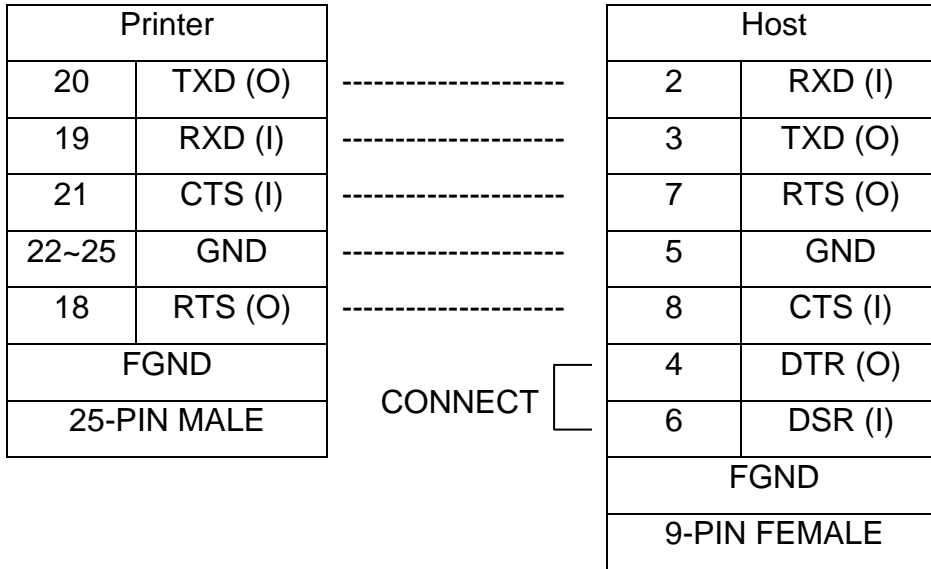 Printer Host
20 TXD (O) --------------------- 2 RXD (I)
19 RXD (I) --------------------- 3 TXD (O)
21 CTS (I) --------------------- 7 RTS (O)
22~25 GND --------------------- 5 GND
18 RTS (O) --------------------- 8 CTS (I)
FGND 4 DTR (O)
CONNECT
25-PIN MALE 6 DSR (I)
FGND
9-PIN FEMALE